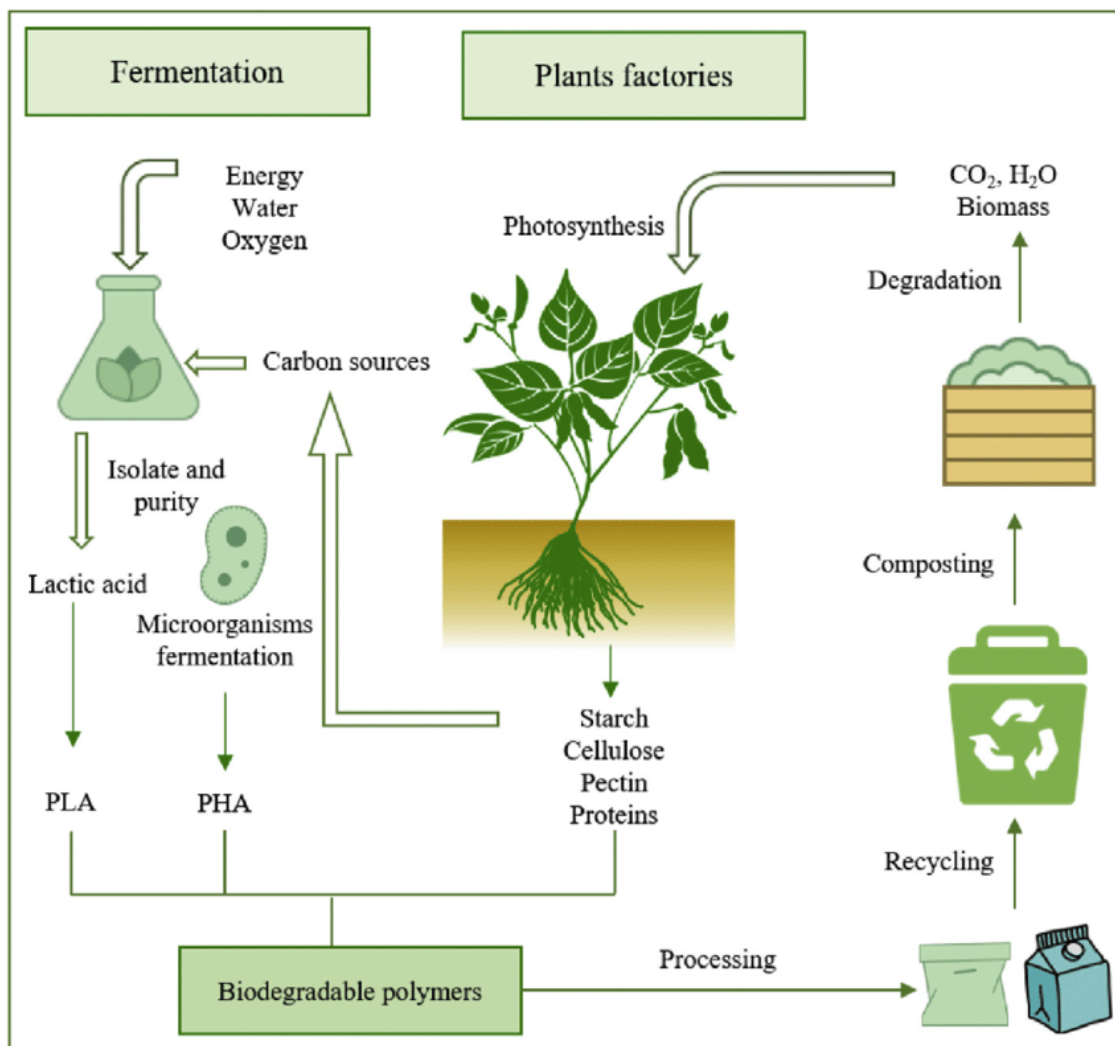 Fermentation
Plants factories
Energy
Water
Oxygen
Photosynthesis
CO₂, H₂O
Biomass
Degradation
Carbon sources
Isolate and
purity
Composting
Lactic acid
Microorganisms
fermentation
Starch
Cellulose
Pectin
Proteins
PLA
PHA
Recycling
Processing
Biodegradable polymers